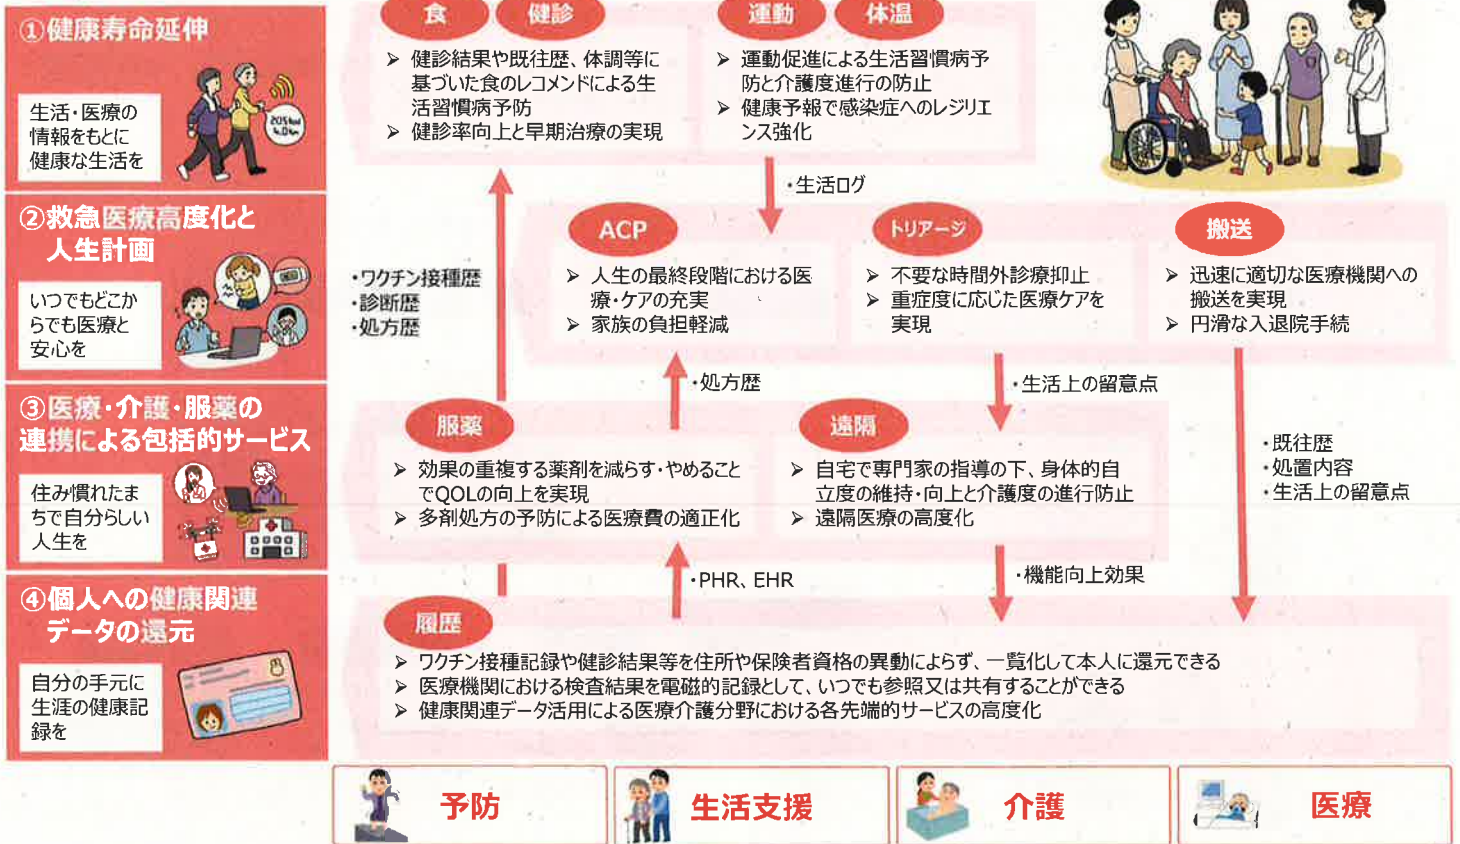 ①健康寿命延伸
生活・医療の
情報をもとに
健康な生活を
食
健診
➢ 健診結果や既往歴、体調等に
基づいた食のレコメンドによる生
活習慣病予防
➢ 健診率向上と早期治療の実現
運動
体温
➢ 運動促進による生活習慣病予
防と介護度進行の防止
➢ 健康予報で感染症へのレジリエ
ンス強化
・生活ログ
②救急医療高度化と
人生計画
いつでもどこか
らでも医療と
安心を
・ワクチン接種歴
・診断歴
・処方歴
ACP
➢ 人生の最終段階における医
療・ケアの充実
➢ 家族の負担軽減
トリアージ
➢ 不要な時間外診療抑止
➢ 重症度に応じた医療ケアを
実現
搬送
➢ 迅速に適切な医療機関への
搬送を実現
➢ 円滑な入退院手続
・処方歴
・生活上の留意点
・既往歴
・処置内容
・生活上の留意点
③医療・介護・服薬の
連携による包括的サービス
住み慣れたま
ちで自分らしい
人生を
服薬
➢ 効果の重複する薬剤を減らす・やめること
でQOLの向上を実現
➢ 多剤処方の予防による医療費の適正化
遠隔
➢ 自宅で専門家の指導の下、身体的自
立度の維持・向上と介護度の進行防止
➢ 遠隔医療の高度化
・PHR、EHR
・機能向上効果
④個人への健康関連
データの還元
自分の手元に
生涯の健康記
録を
履歴
➢ ワクチン接種記録や健診結果等を住所や保険者資格の異動によらず、一覧化して本人に還元できる
➢ 医療機関における検査結果を電磁的記録として、いつでも参照又は共有することができる
➢ 健康関連データ活用による医療介護分野における各先端的サービスの高度化
予防
生活支援
介護
医療